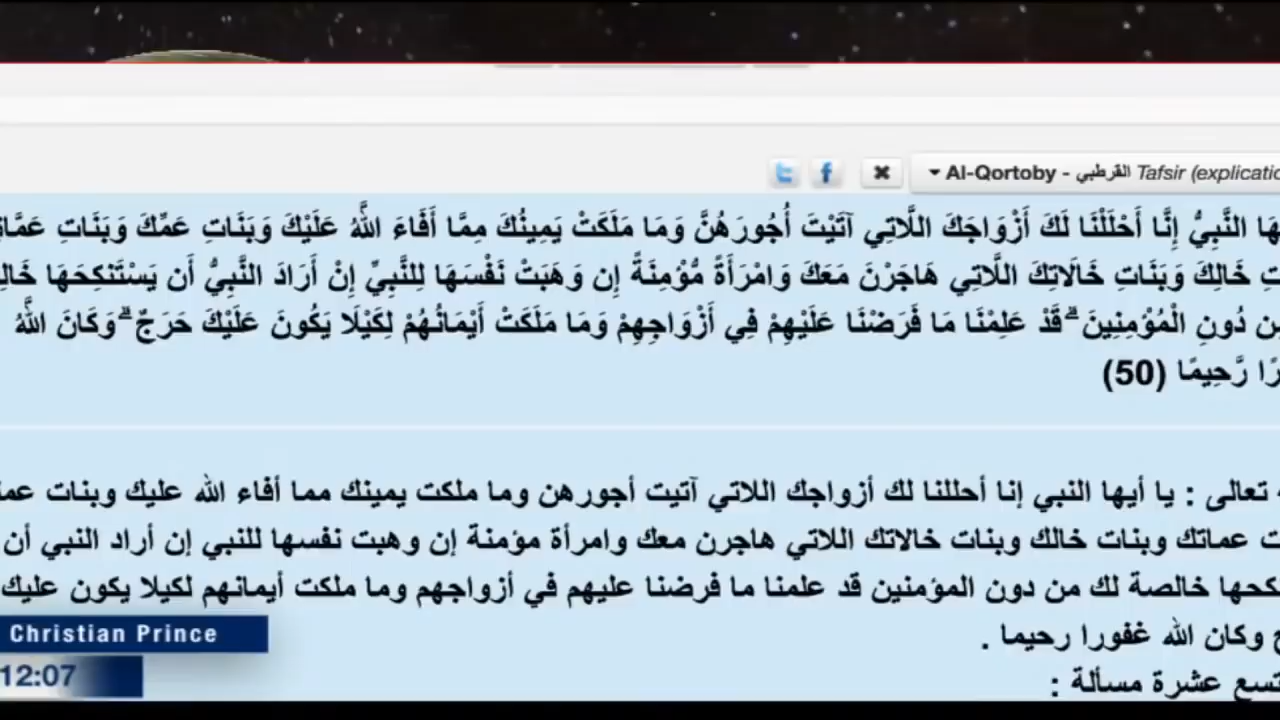 Al-Qortoby - القرطبي Tafsir (explicatio
النَّبِيُّ إِنَّا أَحْلَلْنَا لَكَ أَزْوَاجَكَ اللَّاتِي آتَيْتَ أُجُورَهُنَّ وَمَا مَلَكَتْ يَمِينُكَ مِمَّا أَفَاءَ اللَّهُ عَلَيْكَ وَبَنَاتِ عَمِّكَ وَبَنَاتِ
خَالِكَ وَبَنَاتِ خَالَاتِكَ اللَّاتِي هَاجَرْنَ مَعَكَ وَامْرَأَةً مُّؤْمِنَةً إِن وَهَبَتْ نَفْسَهَا لِلنَّبِيِّ إِنْ أَرَادَ النَّبِيُّ أَن يَسْتَنكِحَهَا
دُونِ الْمُؤْمِنِينَ ۗ قَدْ عَلِمْنَا مَا فَرَضْنَا عَلَيْهِمْ فِي أَزْوَاجِهِمْ وَمَا مَلَكَتْ أَيْمَانُهُمْ لِكَيْلَا يَكُونَ عَلَيْكَ حَرَجٌ ۗ وَكَانَ اللَّهُ
رَّحِيمًا (50)
تعالى : يا أيها النبي إنا أحللنا لك أزواجك اللاتي آتيت أجورهن وما ملكت يمينك مما أفاء الله عليك وبنات
عماتك وبنات خالك وبنات خالاتك اللاتي هاجرن معك وامرأة مؤمنة إن وهبت نفسها للنبي إن أراد النبي أن
خالصة لك من دون المؤمنين قد علمنا ما فرضنا عليهم في أزواجهم وما ملكت أيمانهم لكيلا يكون عليك
وكان الله غفورا رحيما .
تسع عشرة مسألة :
Christian Prince
12:07